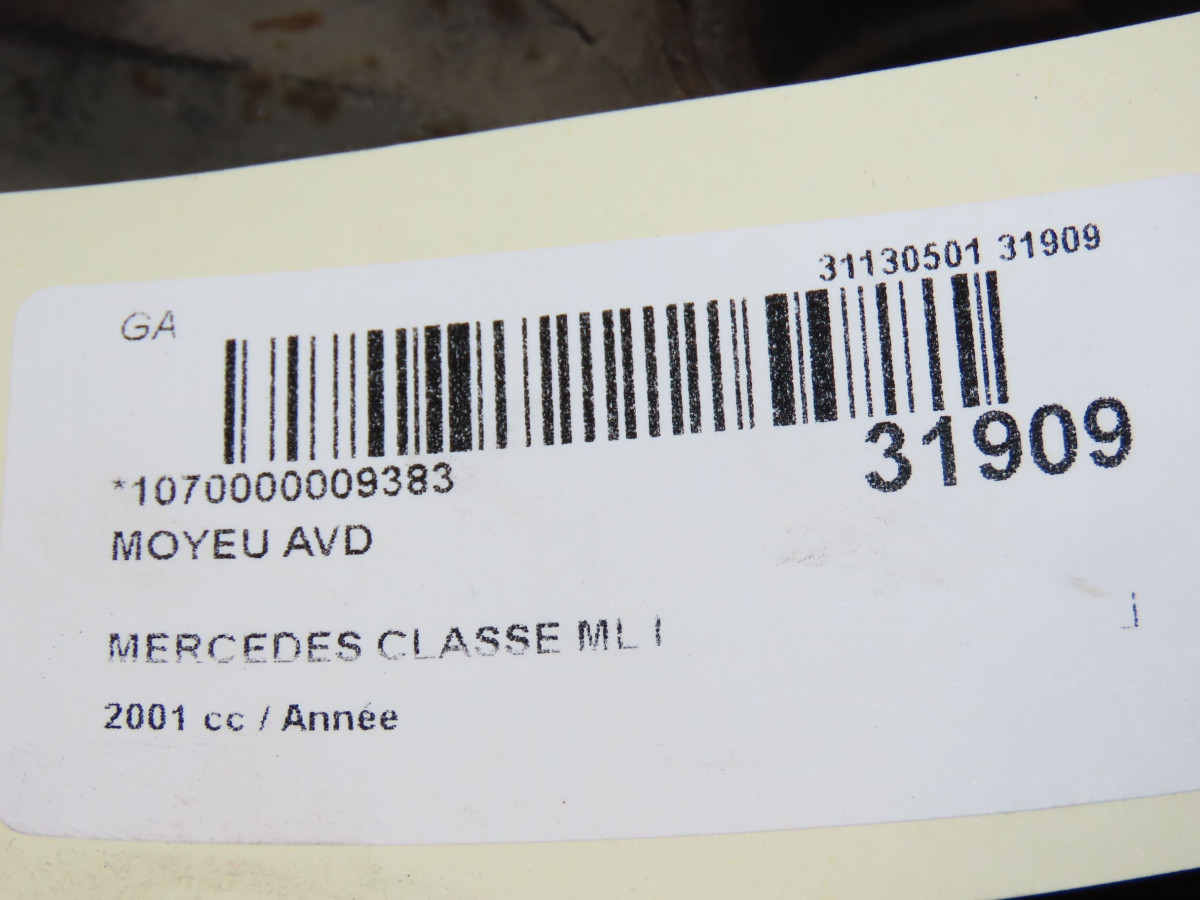 31130501 31909
GA
*1070000009383
31909
MOYEU AVD
MERCEDES CLASSE ML I
2001 cc / Année